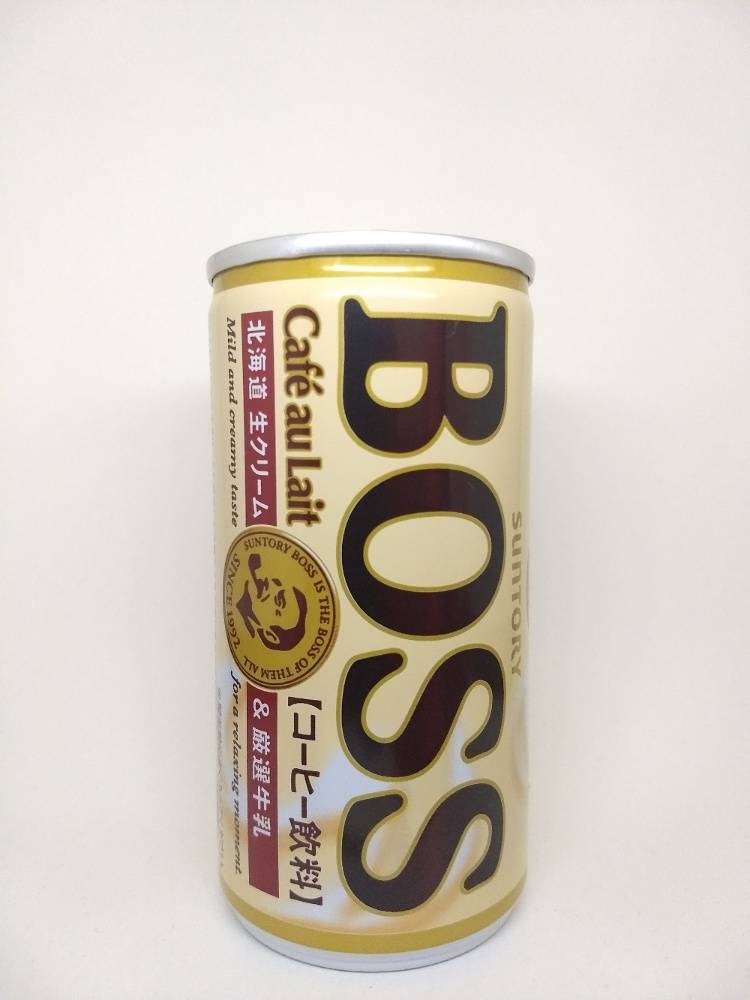 SUNTORY
BOSS
Café au Lait
【コーヒー飲料】
北海道 生クリーム
& 厳選牛乳
SUNTORY BOSS IS THE BOSS OF THEM ALL
SINCE 1992
Mild and creamy taste
for a relaxing moment.